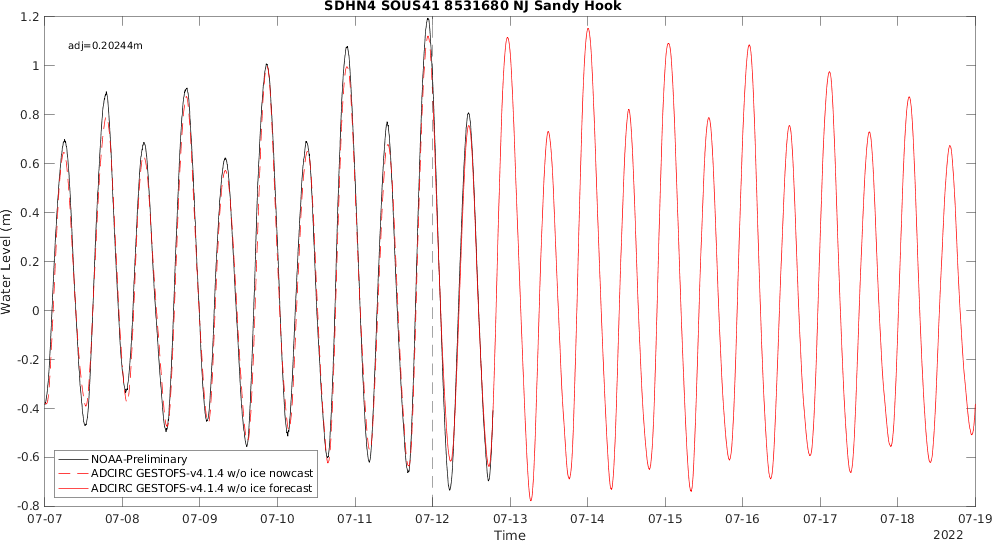 SDHN4 SOUS41 8531680 NJ Sandy Hook
adj=0.20244m
Water Level (m)
1.2
1
0.8
0.6
0.4
0.2
0
-0.2
-0.4
-0.6
-0.8
NOAA-Preliminary
ADCIRC GESTOFS-v4.1.4 w/o ice nowcast
ADCIRC GESTOFS-v4.1.4 w/o ice forecast
07-07 07-08 07-09 07-10 07-11 07-12 07-13 07-14 07-15 07-16 07-17 07-18 07-19
Time
2022